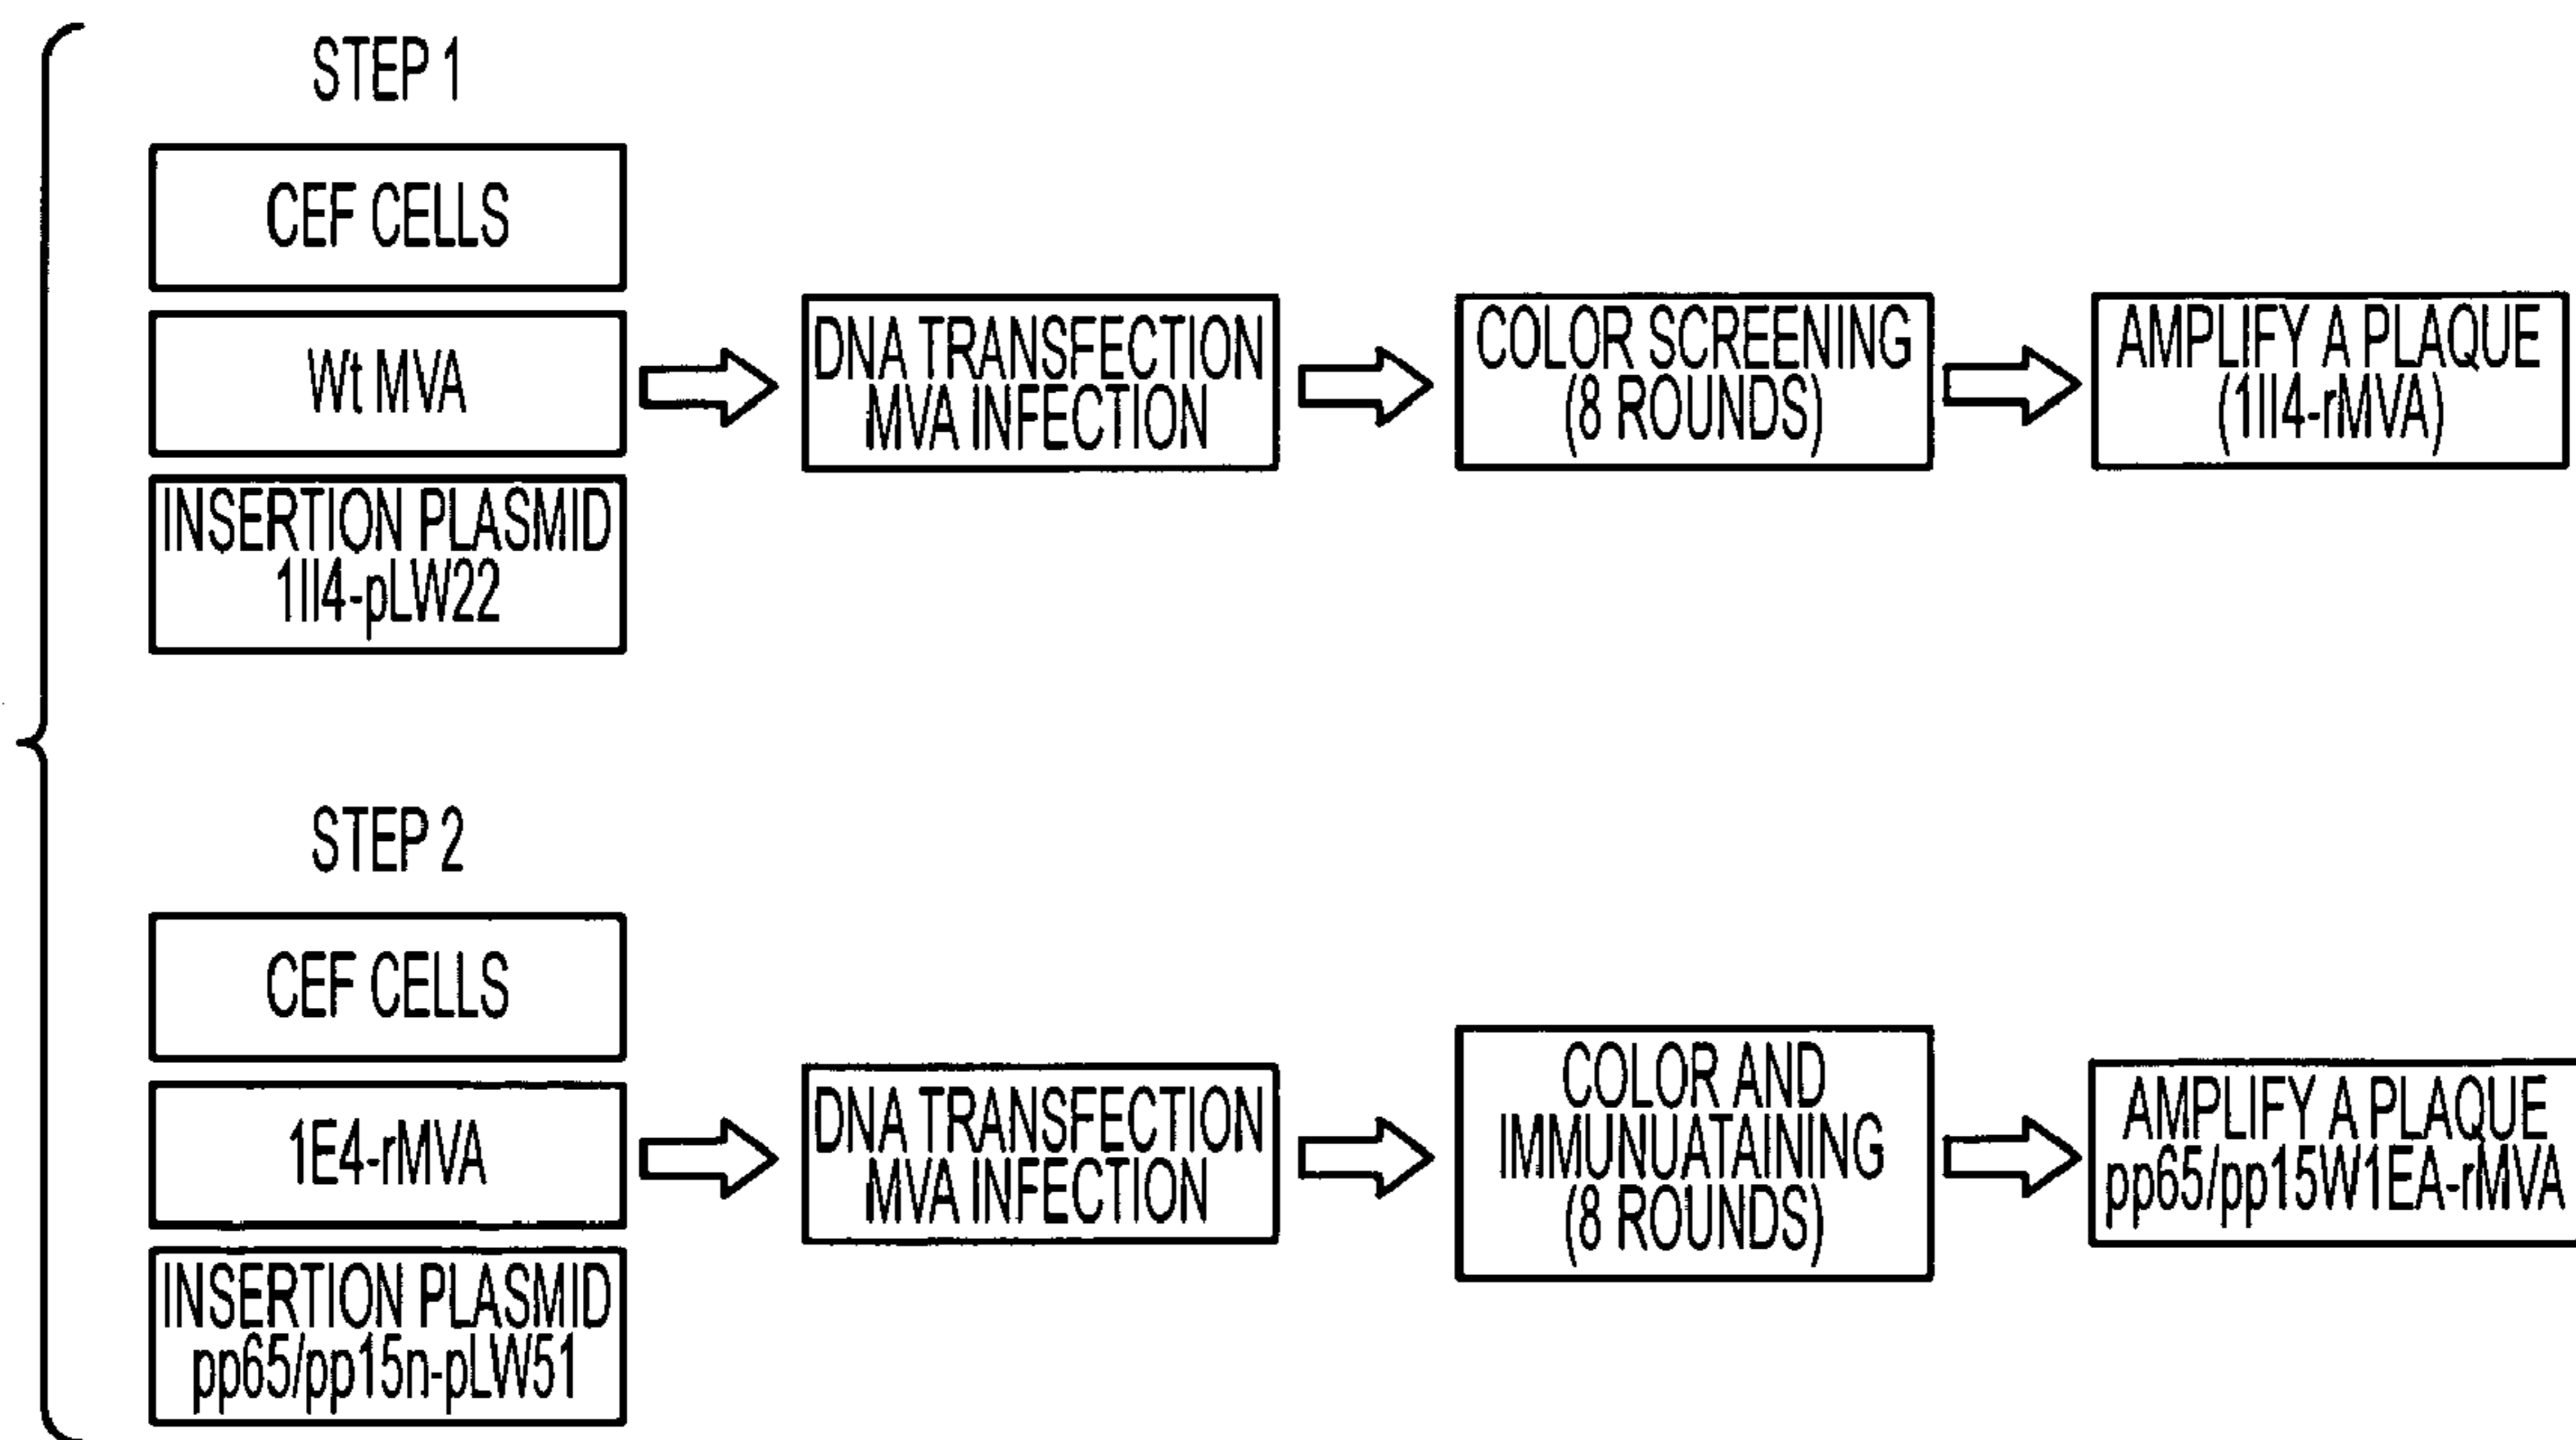 STEP 1
CEF CELLS
Wt MVA
INSERTION PLASMID
1II4-pLW22
DNA TRANSFECTION
MVA INFECTION
COLOR SCREENING
(8 ROUNDS)
AMPLIFY A PLAQUE
(1II4-rMVA)
STEP 2
CEF CELLS
1E4-rMVA
INSERTION PLASMID
pp65/pp15n-pLW51
DNA TRANSFECTION
MVA INFECTION
COLOR AND
IMMUNUATAINING
(8 ROUNDS)
AMPLIFY A PLAQUE
pp65/pp15W1EA-rMVA